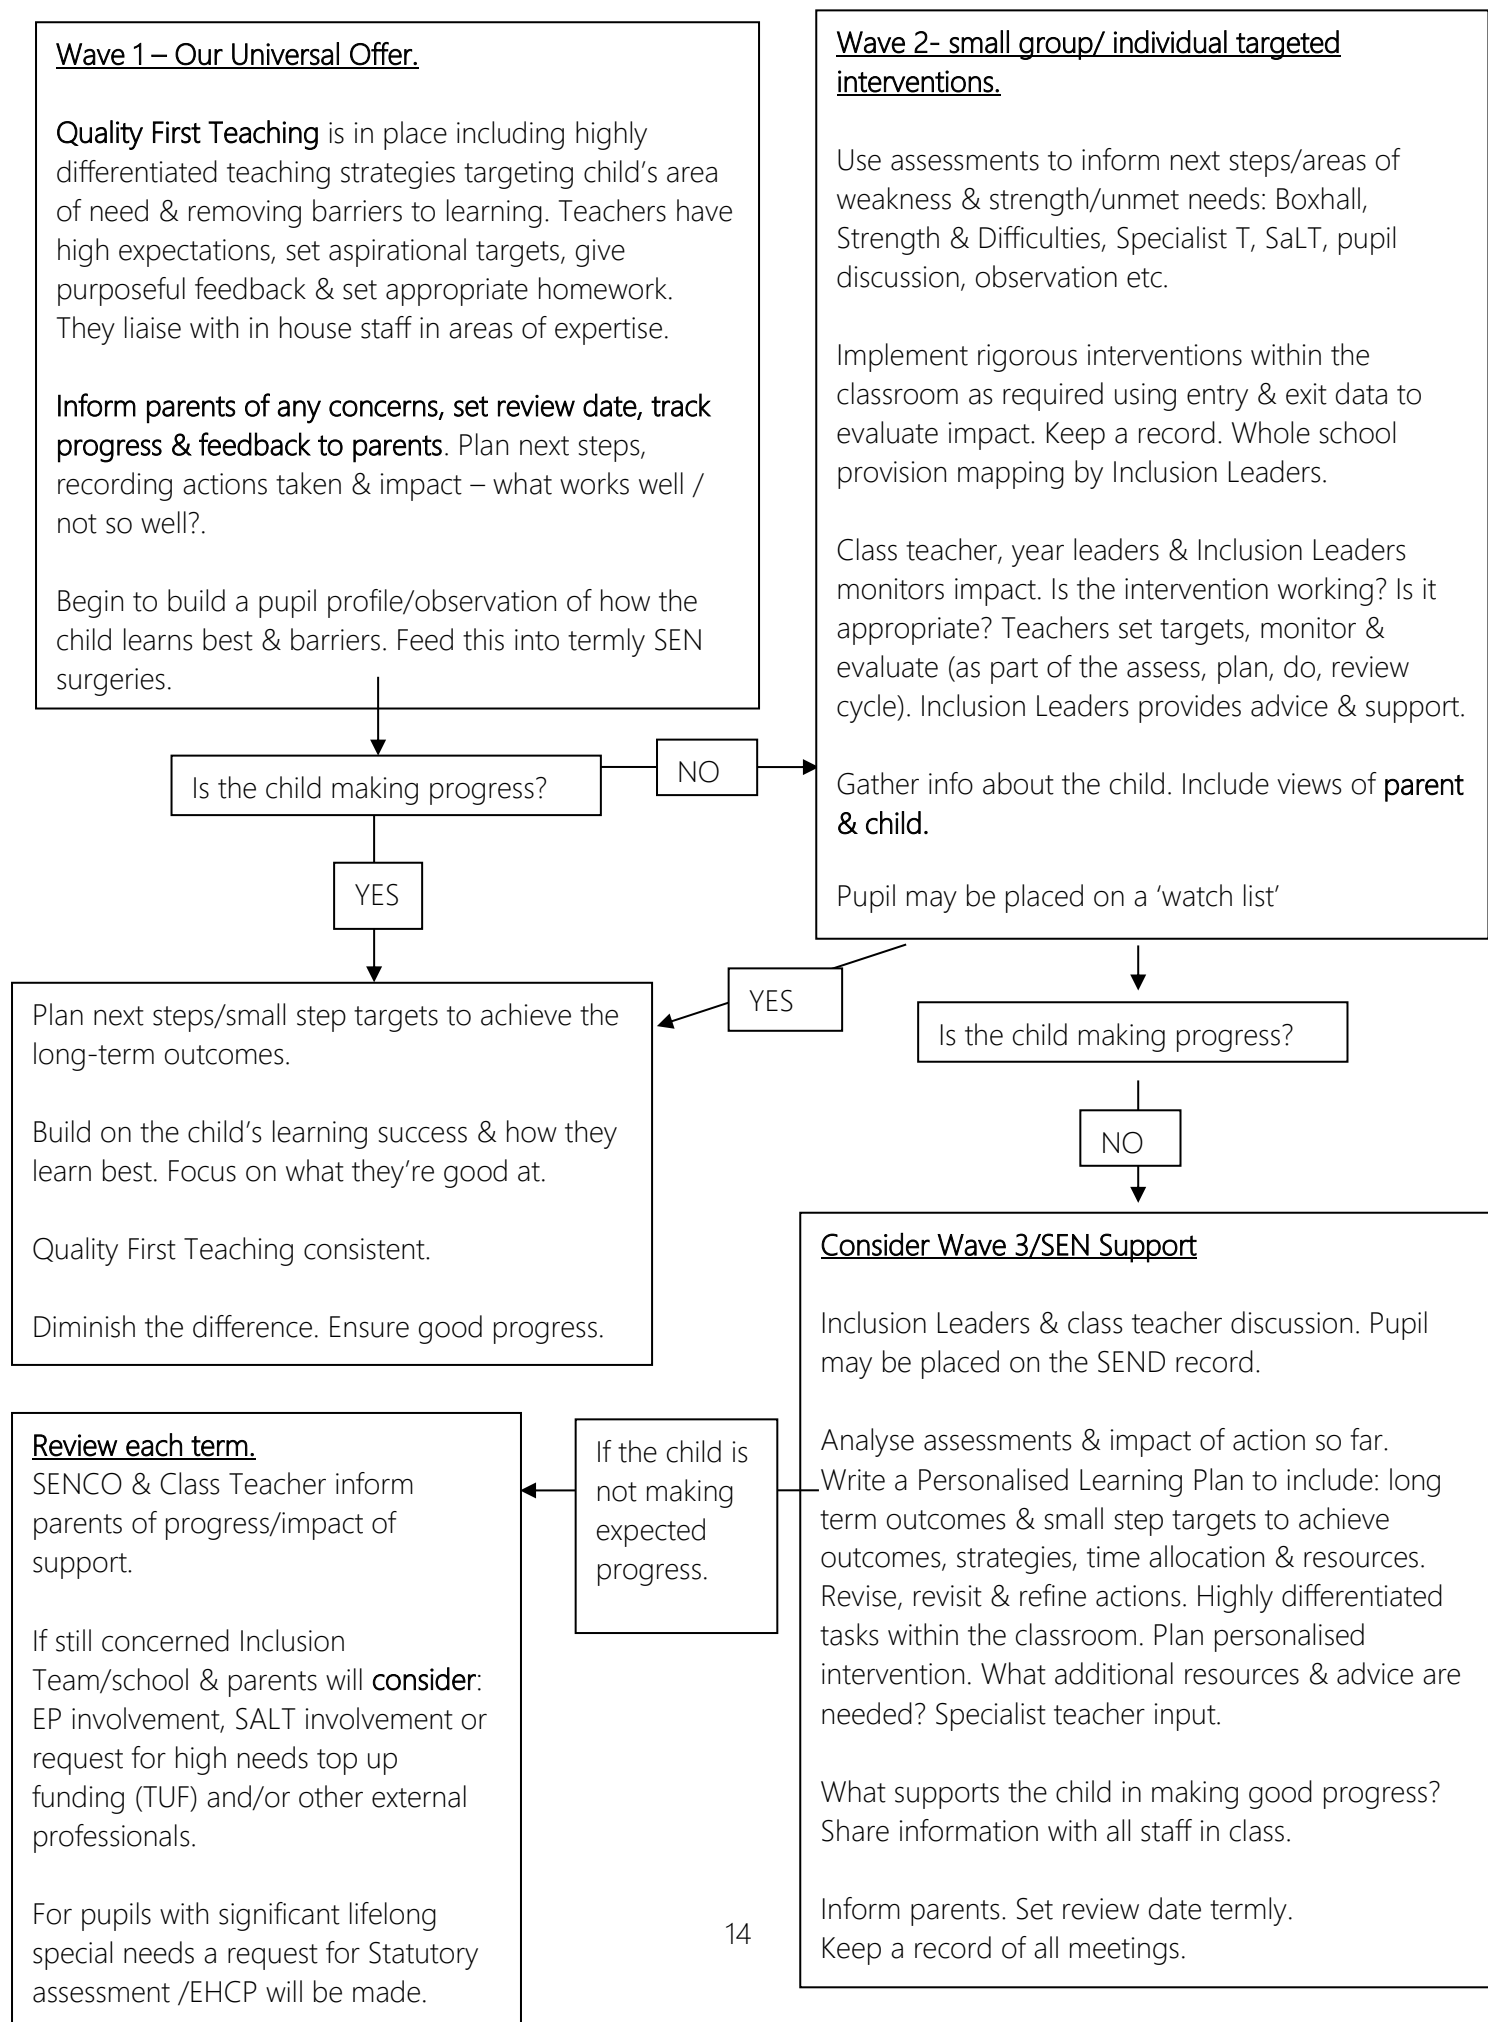 Wave 1 – Our Universal Offer.
Quality First Teaching is in place including highly
differentiated teaching strategies targeting child’s area
of need & removing barriers to learning. Teachers have
high expectations, set aspirational targets, give
purposeful feedback & set appropriate homework.
They liaise with in house staff in areas of expertise.
Inform parents of any concerns, set review date, track
progress & feedback to parents. Plan next steps,
recording actions taken & impact – what works well /
not so well?.
Begin to build a pupil profile/observation of how the
child learns best & barriers. Feed this into termly SEN
surgeries.
Is the child making progress?
NO
YES
Wave 2- small group/ individual targeted
interventions.
Use assessments to inform next steps/areas of
weakness & strength/unmet needs: Boxhall,
Strength & Difficulties, Specialist T, SaLT, pupil
discussion, observation etc.
Implement rigorous interventions within the
classroom as required using entry & exit data to
evaluate impact. Keep a record. Whole school
provision mapping by Inclusion Leaders.
Class teacher, year leaders & Inclusion Leaders
monitors impact. Is the intervention working? Is it
appropriate? Teachers set targets, monitor &
evaluate (as part of the assess, plan, do, review
cycle). Inclusion Leaders provides advice & support.
Gather info about the child. Include views of parent
& child.
Pupil may be placed on a ‘watch list’
YES
Is the child making progress?
NO
Plan next steps/small step targets to achieve the
long-term outcomes.
Build on the child’s learning success & how they
learn best. Focus on what they’re good at.
Quality First Teaching consistent.
Diminish the difference. Ensure good progress.
Consider Wave 3/SEN Support
Inclusion Leaders & class teacher discussion. Pupil
may be placed on the SEND record.
Analyse assessments & impact of action so far.
Write a Personalised Learning Plan to include: long
term outcomes & small step targets to achieve
outcomes, strategies, time allocation & resources.
Revise, revisit & refine actions. Highly differentiated
tasks within the classroom. Plan personalised
intervention. What additional resources & advice are
needed? Specialist teacher input.
What supports the child in making good progress?
Share information with all staff in class.
Inform parents. Set review date termly.
Keep a record of all meetings.
If the child is
not making
expected
progress.
Review each term.
SENCO & Class Teacher inform
parents of progress/impact of
support.
If still concerned Inclusion
Team/school & parents will consider:
EP involvement, SALT involvement or
request for high needs top up
funding (TUF) and/or other external
professionals.
For pupils with significant lifelong
special needs a request for Statutory
assessment /EHCP will be made.
14